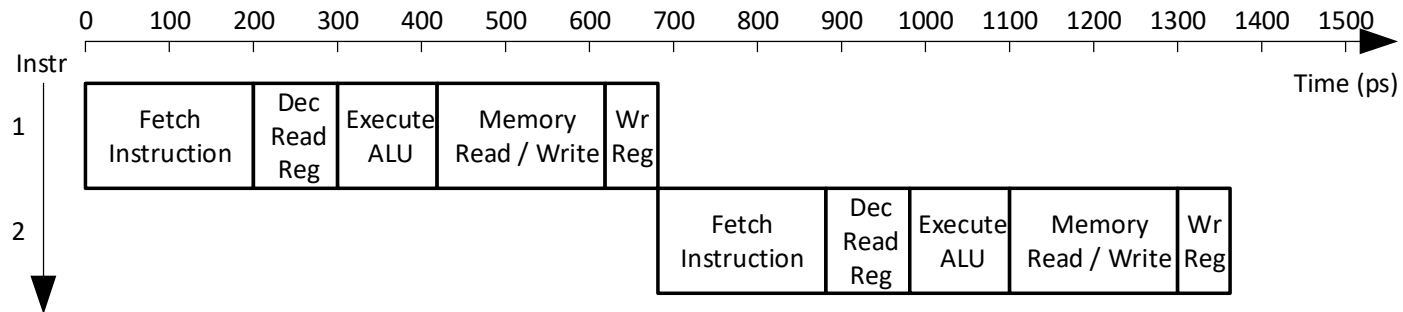 0 100 200 300 400 500 600 700 800 900 1000 1100 1200 1300 1400 1500
Instr
Time (ps)
1
Fetch
Instruction
Dec
Read
Reg
Execute
ALU
Memory
Read / Write
Wr
Reg
2
Fetch
Instruction
Dec
Read
Reg
Execute
ALU
Memory
Read / Write
Wr
Reg